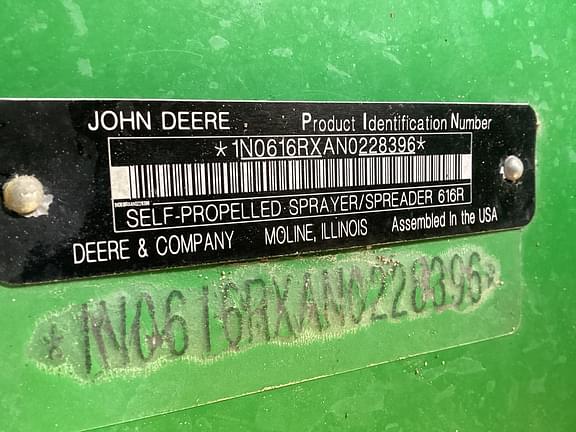 JOHN DEERE Product Identification Number
*1N0616RXAN0228396*
1N0616RXAN0228396
SELF-PROPELLED SPRAYER/SPREADER 616R
DEERE & COMPANY MOLINE, ILLINOIS Assembled In the USA
*1N0616RXAN0228396*